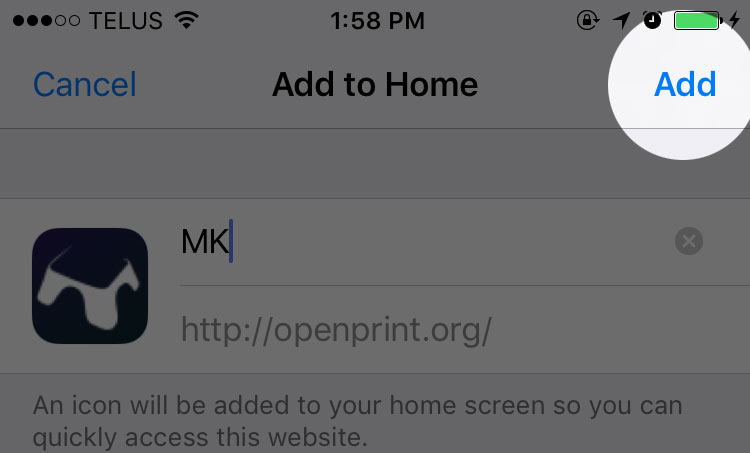 TELUS 1:58 PM
Cancel Add to Home Add
MK
http://openprint.org/
An icon will be added to your home screen so you can
quickly access this website.